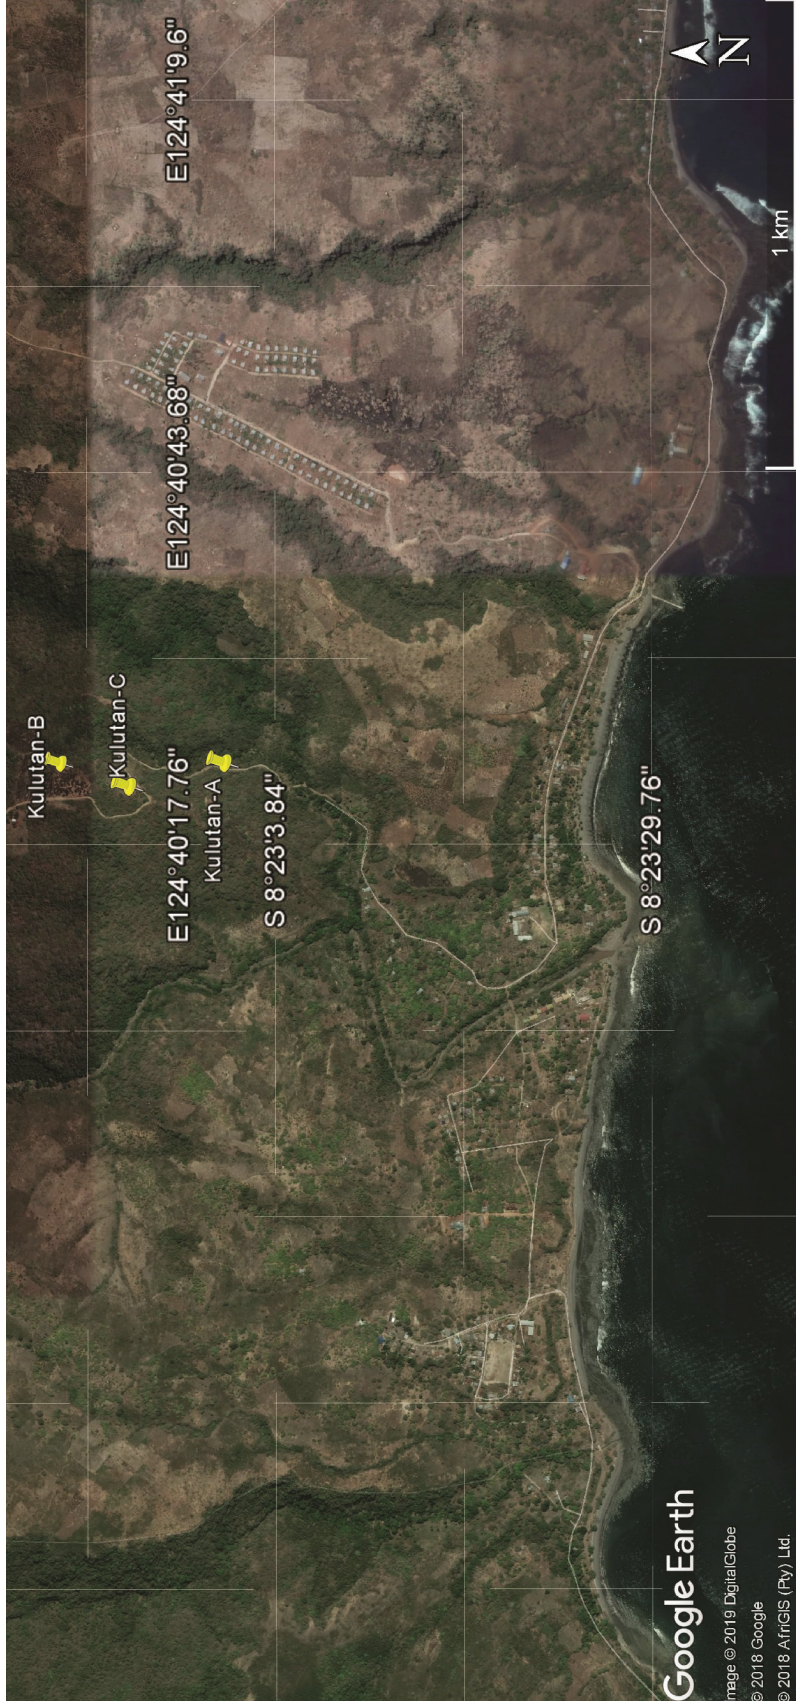 Kulutan-B
Kulutan-C
Kulutan-A
E124°40'17.76"
E124°40'43.68"
E124°41'9.6"
S 8°23'3.84"
S 8°23'29.76"
N
1 km
Google Earth
mage © 2019 DigitalGlobe
© 2018 Google
© 2018 AfriGIS (Pty) Ltd.